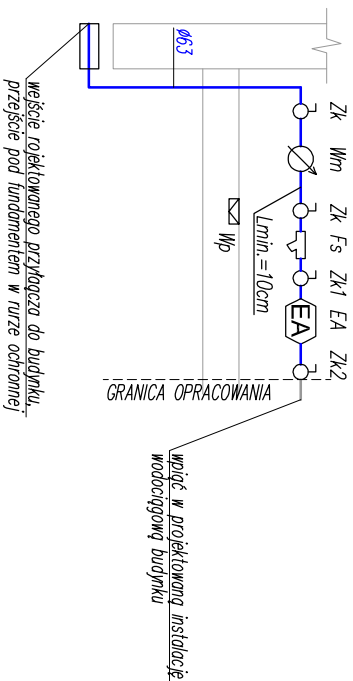 Zk Wm Zk Fs Zk1 EA Zk2
EA
Lmin.=10cm
ø63
Wp
GRANICA OPRACOWANIA
wpiąć w projektowaną instalację
wodociągową budynku
wejście rojektowanego przyłącza do budynku,
przejście pod fundamentem w rurze ochronnej